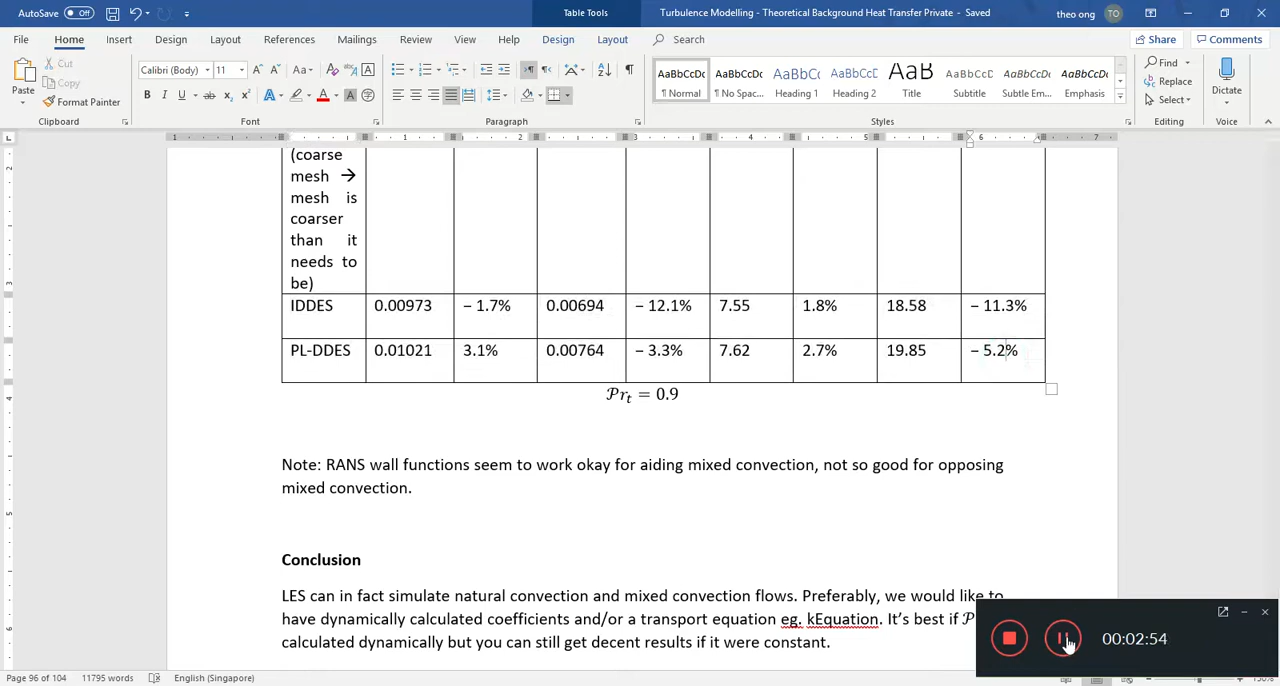 AutoSave Off Table Tools Turbulence Modelling - Theoretical Background Heat Transfer Private - Saved theo ong TO
File Home Insert Design Layout References Mailings Review View Help Design Layout Search Share Comments
Paste Cut Copy Format Painter
Calibri (Body) 11
AaBbCcDc AaBbCcDc AaBbCc AaBbCcD AaB AaBbCcD AaBbCcDc AaBbCcDc
¶ Normal ¶ No Spac... Heading 1 Heading 2 Title Subtitle Subtle Em... Emphasis
Find Replace Select Dictate
Clipboard Font Paragraph Styles Editing Voice
(coarse
mesh →
mesh is
coarser
than it
needs to
be)
IDDES 0.00973 − 1.7% 0.00694 − 12.1% 7.55 1.8% 18.58 − 11.3%
PL-DDES 0.01021 3.1% 0.00764 − 3.3% 7.62 2.7% 19.85 − 5.2%
𝒫rₜ = 0.9
Note: RANS wall functions seem to work okay for aiding mixed convection, not so good for opposing
mixed convection.
Conclusion
LES can in fact simulate natural convection and mixed convection flows. Preferably, we would like to
have dynamically calculated coefficients and/or a transport equation eg. kEquation. It’s best if 𝒫
calculated dynamically but you can still get decent results if it were constant.
00:02:54
Page 96 of 104 11795 words English (Singapore)